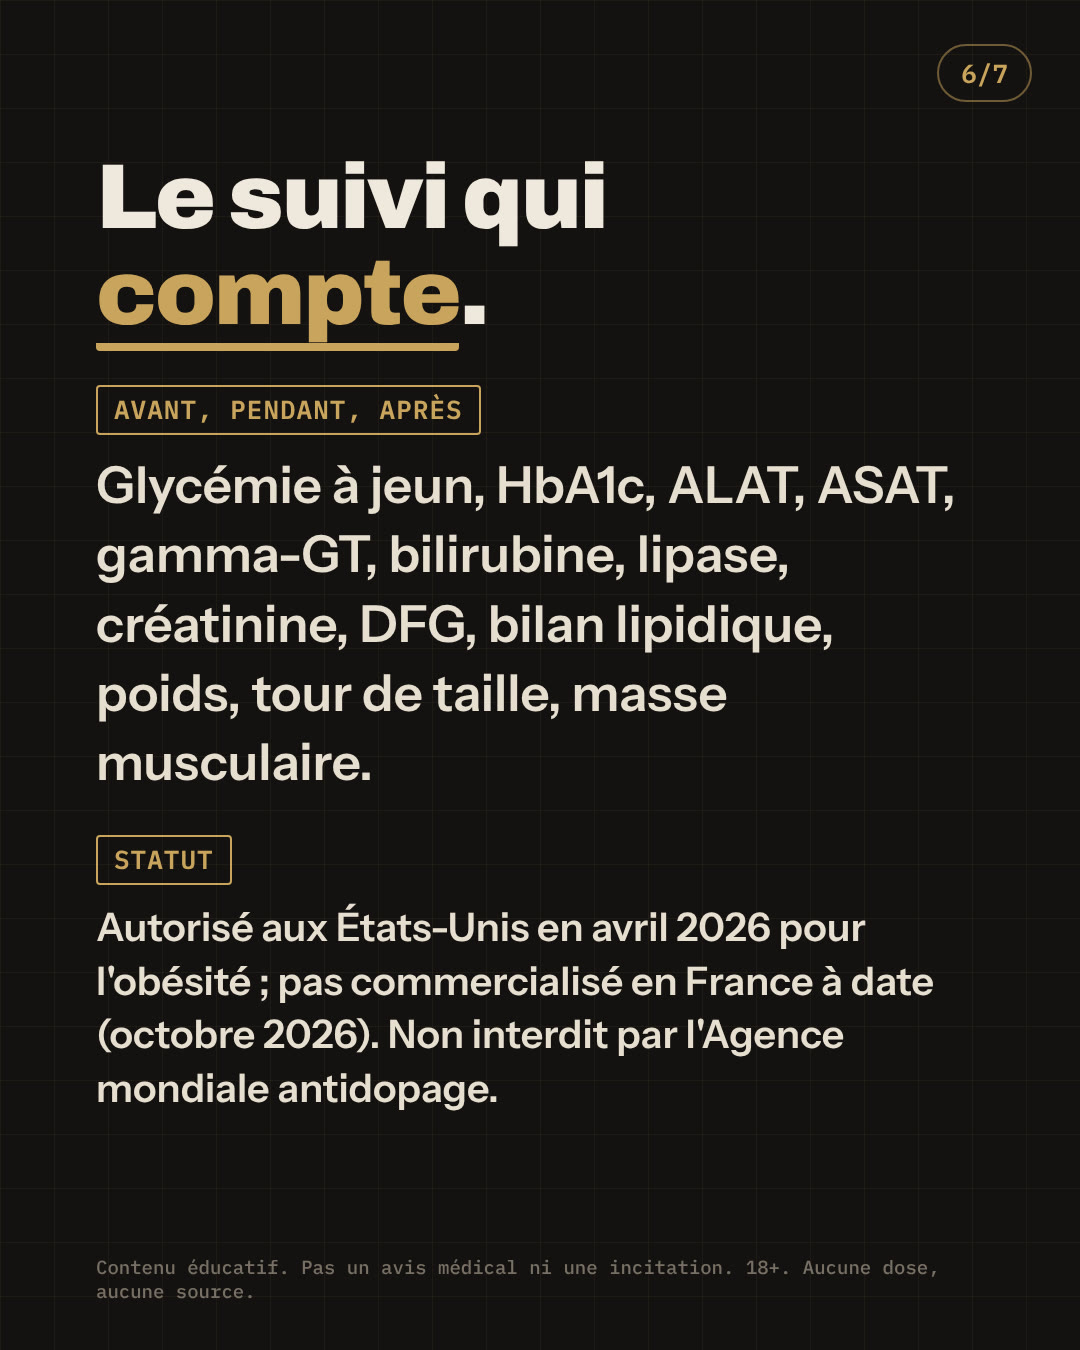 6/7
Le suivi qui
compte.
AVANT, PENDANT, APRÈS
Glycémie à jeun, HbA1c, ALAT, ASAT,
gamma-GT, bilirubine, lipase,
créatinine, DFG, bilan lipidique,
poids, tour de taille, masse
musculaire.
STATUT
Autorisé aux États-Unis en avril 2026 pour
l'obésité ; pas commercialisé en France à date
(octobre 2026). Non interdit par l'Agence
mondiale antidopage.
Contenu éducatif. Pas un avis médical ni une incitation. 18+. Aucune dose,
aucune source.